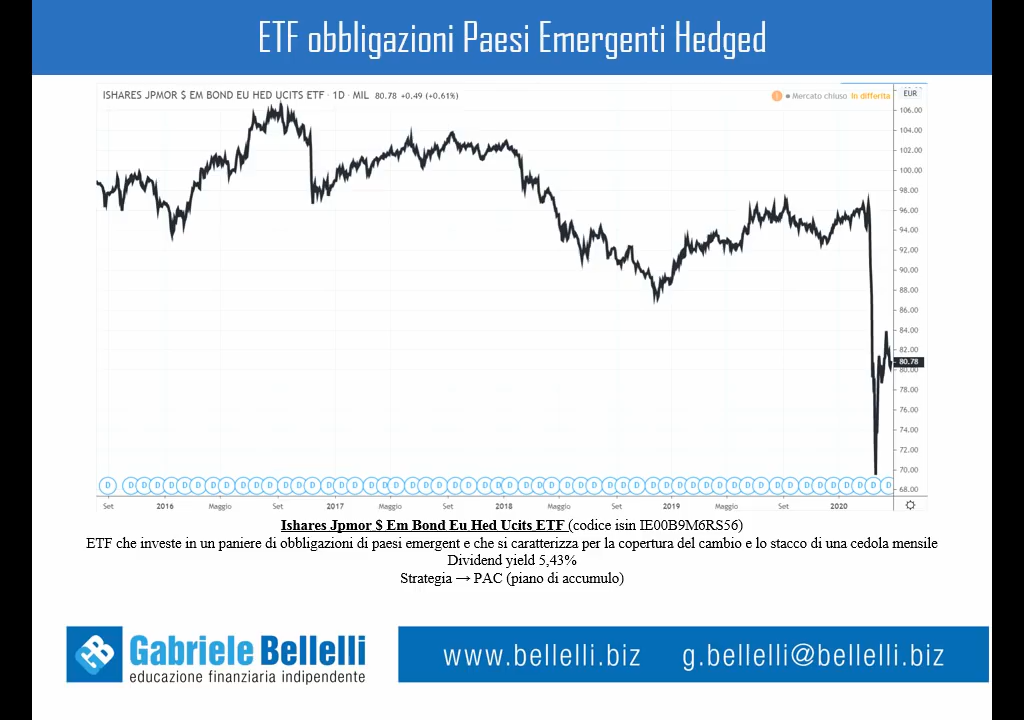 ETF obbligazioni Paesi Emergenti Hedged
ISHARES JPMOR $ EM BOND EU HED UCITS ETF · 1D · MIL 80.78 +0.49 (+0.61%)
! Mercato chiuso In differita
EUR
106.00
104.00
102.00
100.00
98.00
96.00
94.00
92.00
90.00
88.00
86.00
84.00
82.00
80.78
80.00
78.00
76.00
74.00
72.00
70.00
68.00
D D D D D D D D D D D D D D D D D D D D D D D D D D D D D D D D D D D D D D D D D D D D D D D D D D D D D D D D D
Set 2016 Maggio Set 2017 Maggio Set 2018 Maggio Set 2019 Maggio Set 2020
Ishares Jpmor $ Em Bond Eu Hed Ucits ETF (codice isin IE00B9M6RS56)
ETF che investe in un paniere di obbligazioni di paesi emergent e che si caratterizza per la copertura del cambio e lo stacco di una cedola mensile
Dividend yield 5,43%
Strategia → PAC (piano di accumulo)
Gabriele Bellelli
educazione finanziaria indipendente
www.bellelli.biz g.bellelli@bellelli.biz